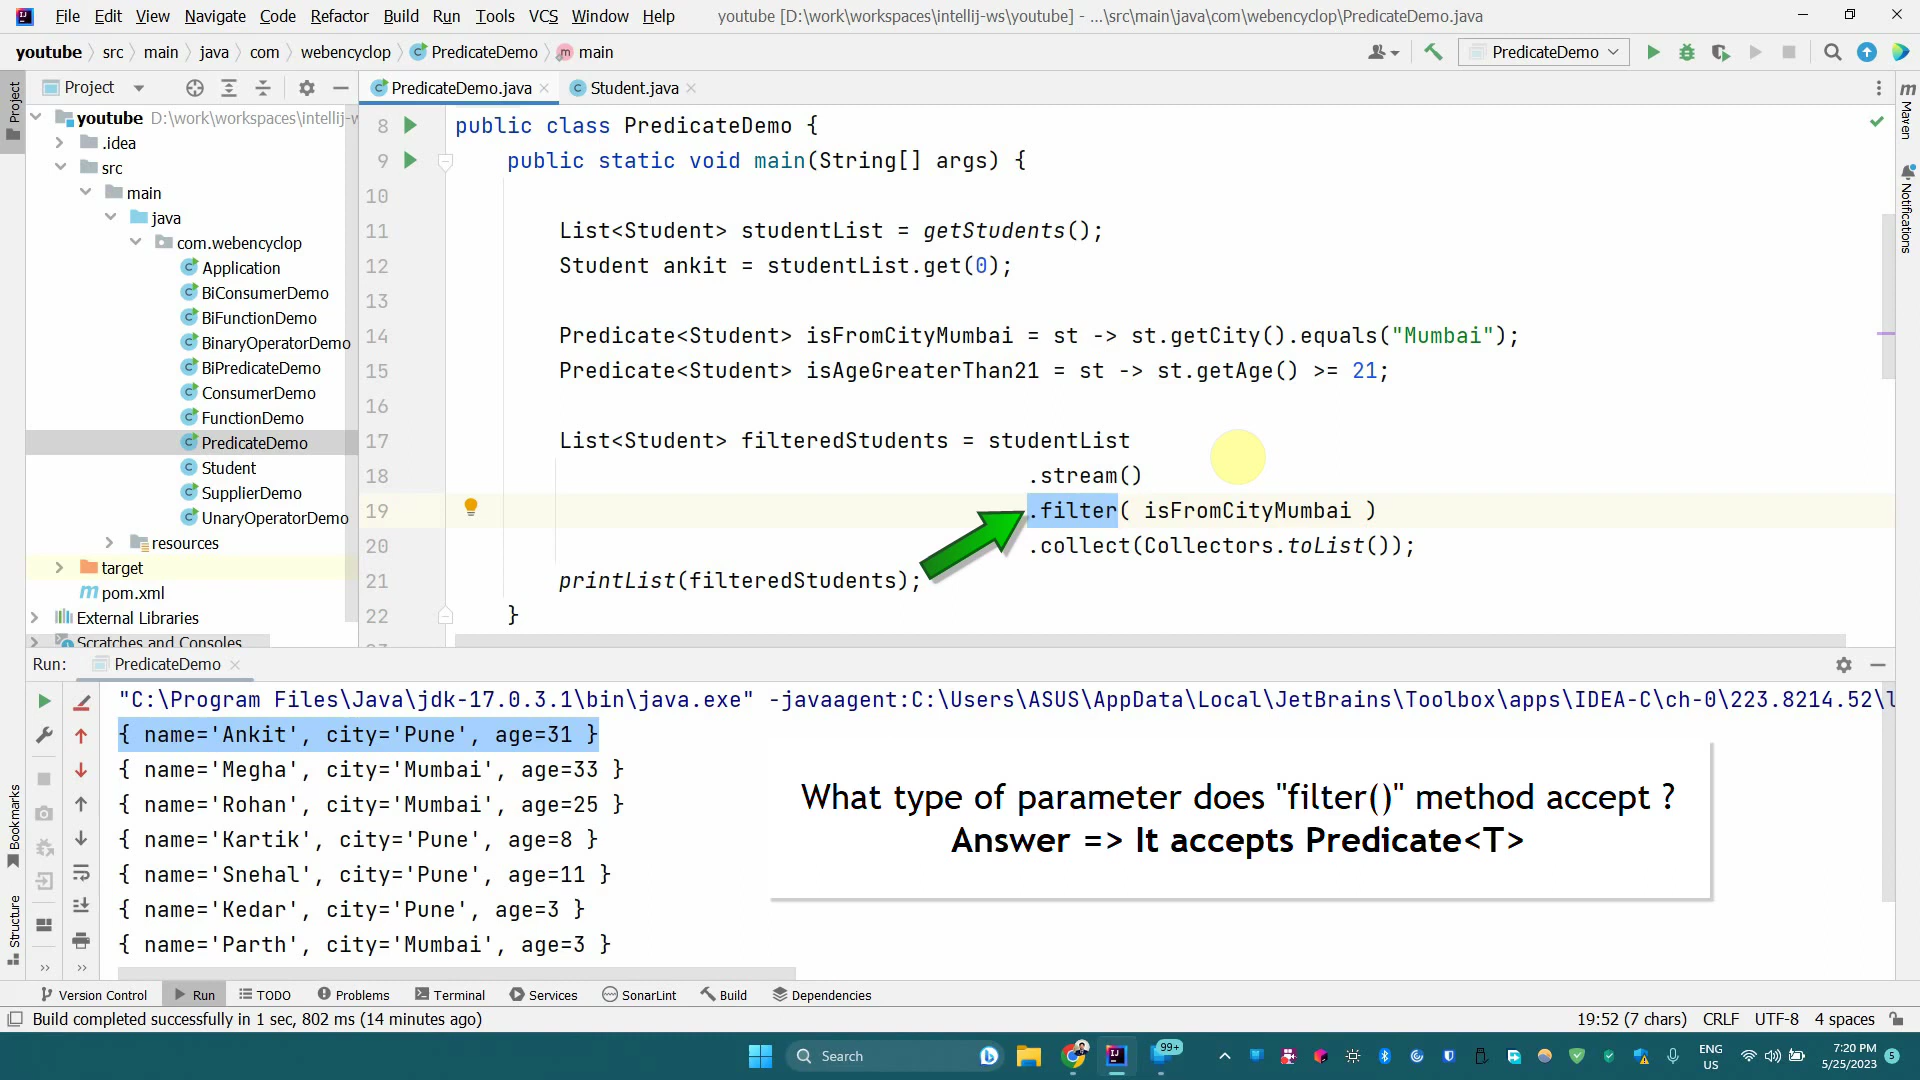 File Edit View Navigate Code Refactor Build Run Tools VCS Window Help youtube [D:\work\workspaces\intellij-ws\youtube] - ...\src\main\java\com\webencyclop\PredicateDemo.java
youtube src main java com webencyclop PredicateDemo main PredicateDemo
Project PredicateDemo.java Student.java
youtube D:\work\workspaces\intellij-w
.idea
src
main
java
com.webencyclop
Application
BiConsumerDemo
BiFunctionDemo
BinaryOperatorDemo
BiPredicateDemo
ConsumerDemo
FunctionDemo
PredicateDemo
Student
SupplierDemo
UnaryOperatorDemo
resources
target
pom.xml
External Libraries
Scratches and Consoles
Project
Bookmarks
Structure
8 public class PredicateDemo {
9 public static void main(String[] args) {
10
11 List<Student> studentList = getStudents();
12 Student ankit = studentList.get(0);
13
14 Predicate<Student> isFromCityMumbai = st -> st.getCity().equals("Mumbai");
15 Predicate<Student> isAgeGreaterThan21 = st -> st.getAge() >= 21;
16
17 List<Student> filteredStudents = studentList
18 .stream()
19 .filter( isFromCityMumbai )
20 .collect(Collectors.toList());
21 printList(filteredStudents);
22 }
Maven
Notifications
Run: PredicateDemo
"C:\Program Files\Java\jdk-17.0.3.1\bin\java.exe" -javaagent:C:\Users\ASUS\AppData\Local\JetBrains\Toolbox\apps\IDEA-C\ch-0\223.8214.52\l
{ name='Ankit', city='Pune', age=31 }
{ name='Megha', city='Mumbai', age=33 }
{ name='Rohan', city='Mumbai', age=25 }
{ name='Kartik', city='Pune', age=8 }
{ name='Snehal', city='Pune', age=11 }
{ name='Kedar', city='Pune', age=3 }
{ name='Parth', city='Mumbai', age=3 }
What type of parameter does "filter()" method accept ?
Answer => It accepts Predicate<T>
Version Control Run TODO Problems Terminal Services SonarLint Build Dependencies
Build completed successfully in 1 sec, 802 ms (14 minutes ago) 19:52 (7 chars) CRLF UTF-8 4 spaces
Search 99+ ENG US 7:20 PM 5/25/2023 5